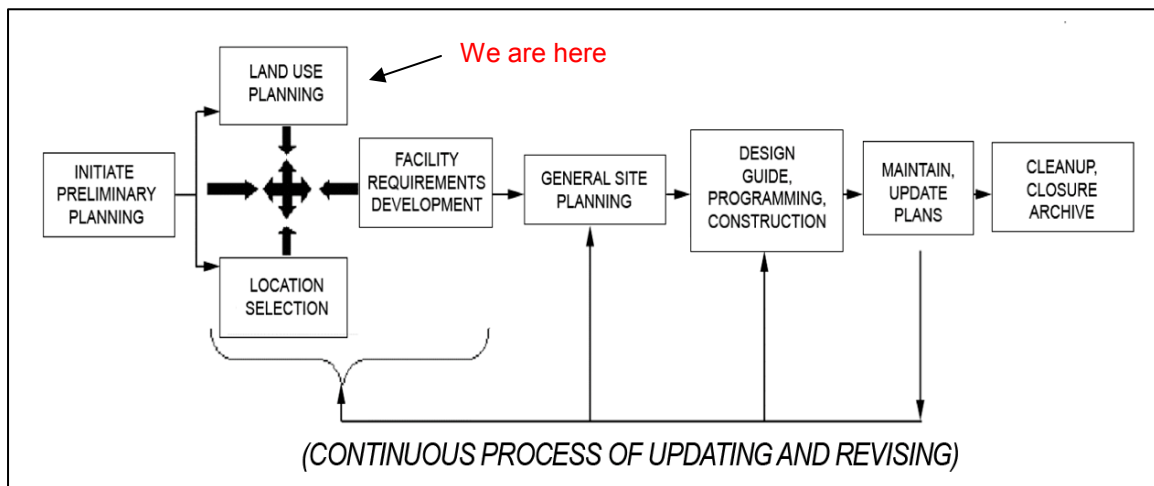 We are here
LAND USE
PLANNING
INITIATE
PRELIMINARY
PLANNING
LOCATION
SELECTION
FACILITY
REQUIREMENTS
DEVELOPMENT
GENERAL SITE
PLANNING
DESIGN
GUIDE,
PROGRAMMING,
CONSTRUCTION
MAINTAIN,
UPDATE
PLANS
CLEANUP,
CLOSURE
ARCHIVE
(CONTINUOUS PROCESS OF UPDATING AND REVISING)